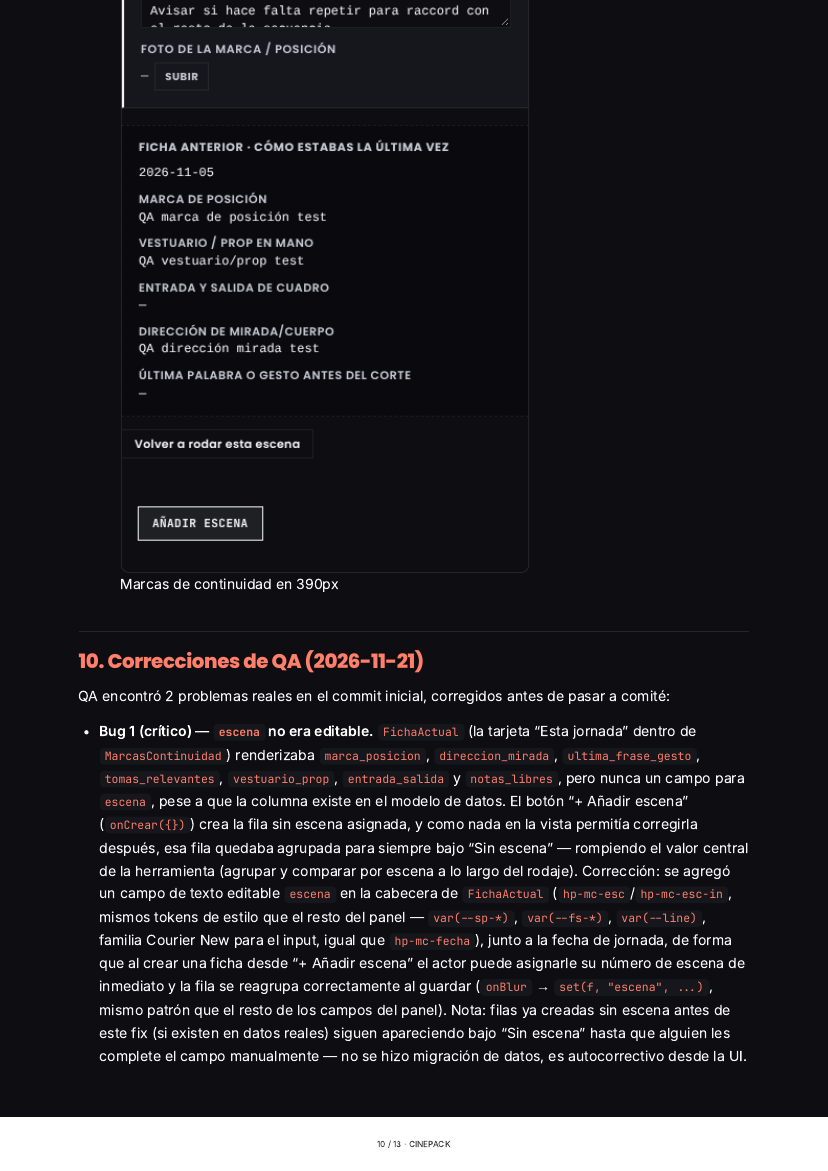 Avisar si hace falta repetir para raccord con
el resto de la secuencia
FOTO DE LA MARCA / POSICIÓN
— SUBIR
FICHA ANTERIOR · CÓMO ESTABAS LA ÚLTIMA VEZ
2026-11-05
MARCA DE POSICIÓN
QA marca de posición test
VESTUARIO / PROP EN MANO
QA vestuario/prop test
ENTRADA Y SALIDA DE CUADRO
—
DIRECCIÓN DE MIRADA/CUERPO
QA dirección mirada test
ÚLTIMA PALABRA O GESTO ANTES DEL CORTE
—
Volver a rodar esta escena
AÑADIR ESCENA
Marcas de continuidad en 390px
10. Correcciones de QA (2026-11-21)
QA encontró 2 problemas reales en el commit inicial, corregidos antes de pasar a comité:
• Bug 1 (crítico) — escena no era editable. FichaActual (la tarjeta “Esta jornada” dentro de
MarcasContinuidad) renderizaba marca_posicion, direccion_mirada, ultima_frase_gesto,
tomas_relevantes, vestuario_prop, entrada_salida y notas_libres, pero nunca un campo para
escena, pese a que la columna existe en el modelo de datos. El botón “+ Añadir escena”
(onCrear({})) crea la fila sin escena asignada, y como nada en la vista permitía corregirla
después, esa fila quedaba agrupada para siempre bajo “Sin escena” — rompiendo el valor central
de la herramienta (agrupar y comparar por escena a lo largo del rodaje). Corrección: se agregó
un campo de texto editable escena en la cabecera de FichaActual (hp-mc-esc/hp-mc-esc-in,
mismos tokens de estilo que el resto del panel — var(--sp-*), var(--fs-*), var(--line),
familia Courier New para el input, igual que hp-mc-fecha), junto a la fecha de jornada, de forma
que al crear una ficha desde “+ Añadir escena” el actor puede asignarle su número de escena de
inmediato y la fila se reagrupa correctamente al guardar (onBlur → set(f, "escena", ...),
mismo patrón que el resto de los campos del panel). Nota: filas ya creadas sin escena antes de
este fix (si existen en datos reales) siguen apareciendo bajo “Sin escena” hasta que alguien les
complete el campo manualmente — no se hizo migración de datos, es autocorrectivo desde la UI.
10 / 13 · CINEPACK